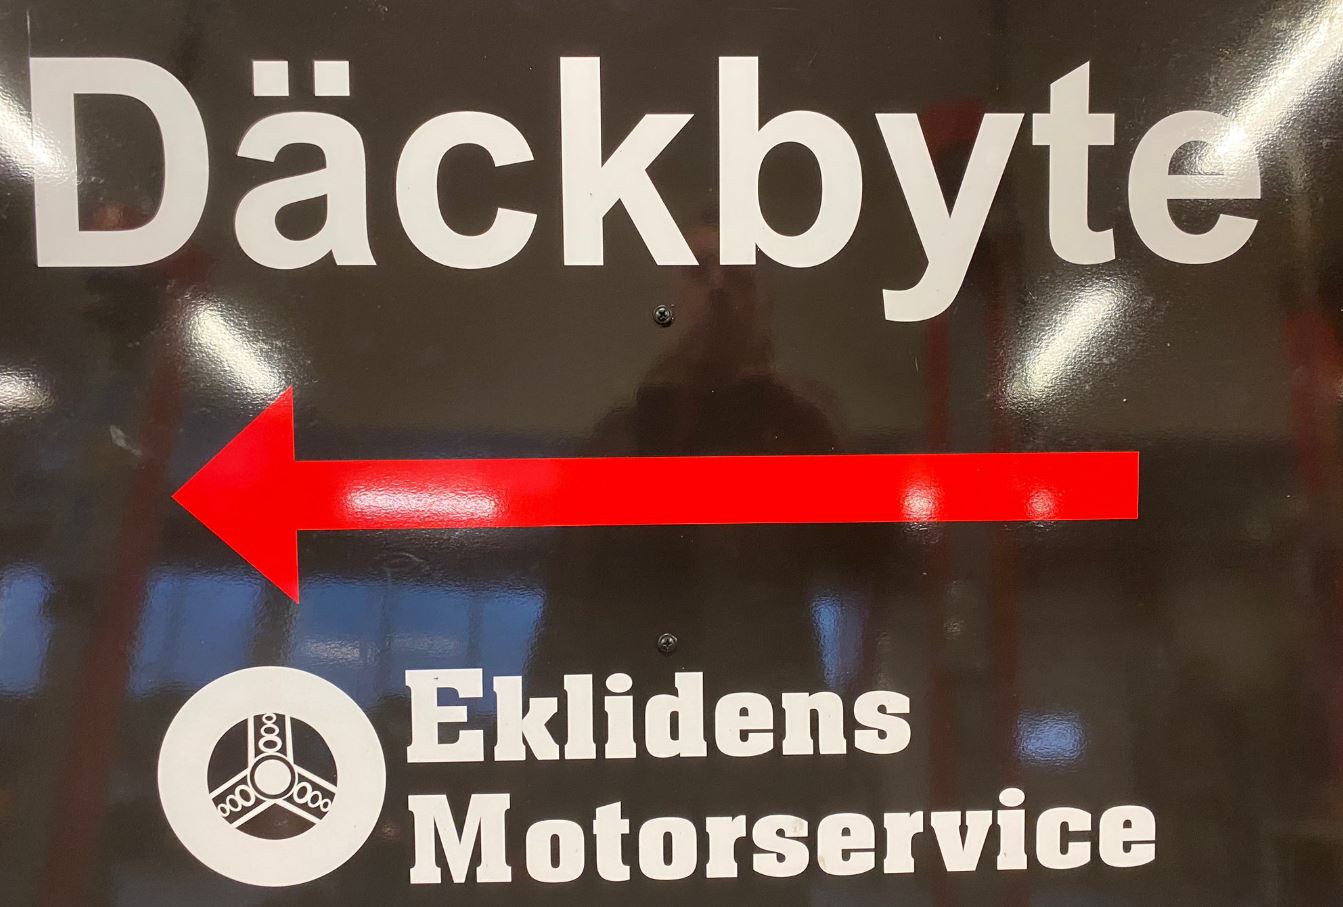 Däckbyte
Eklidens
Motorservice